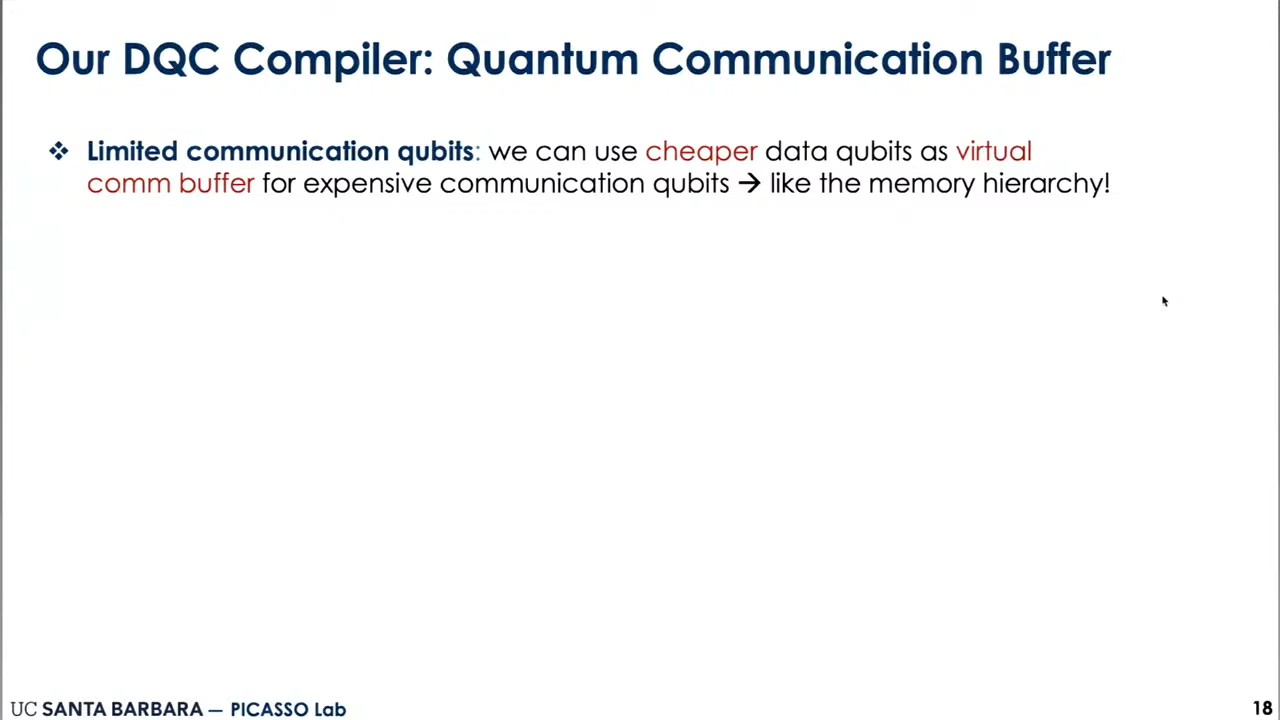 Our DQC Compiler: Quantum Communication Buffer
❖ Limited communication qubits: we can use cheaper data qubits as virtual
comm buffer for expensive communication qubits → like the memory hierarchy!
UC SANTA BARBARA — PICASSO Lab
18